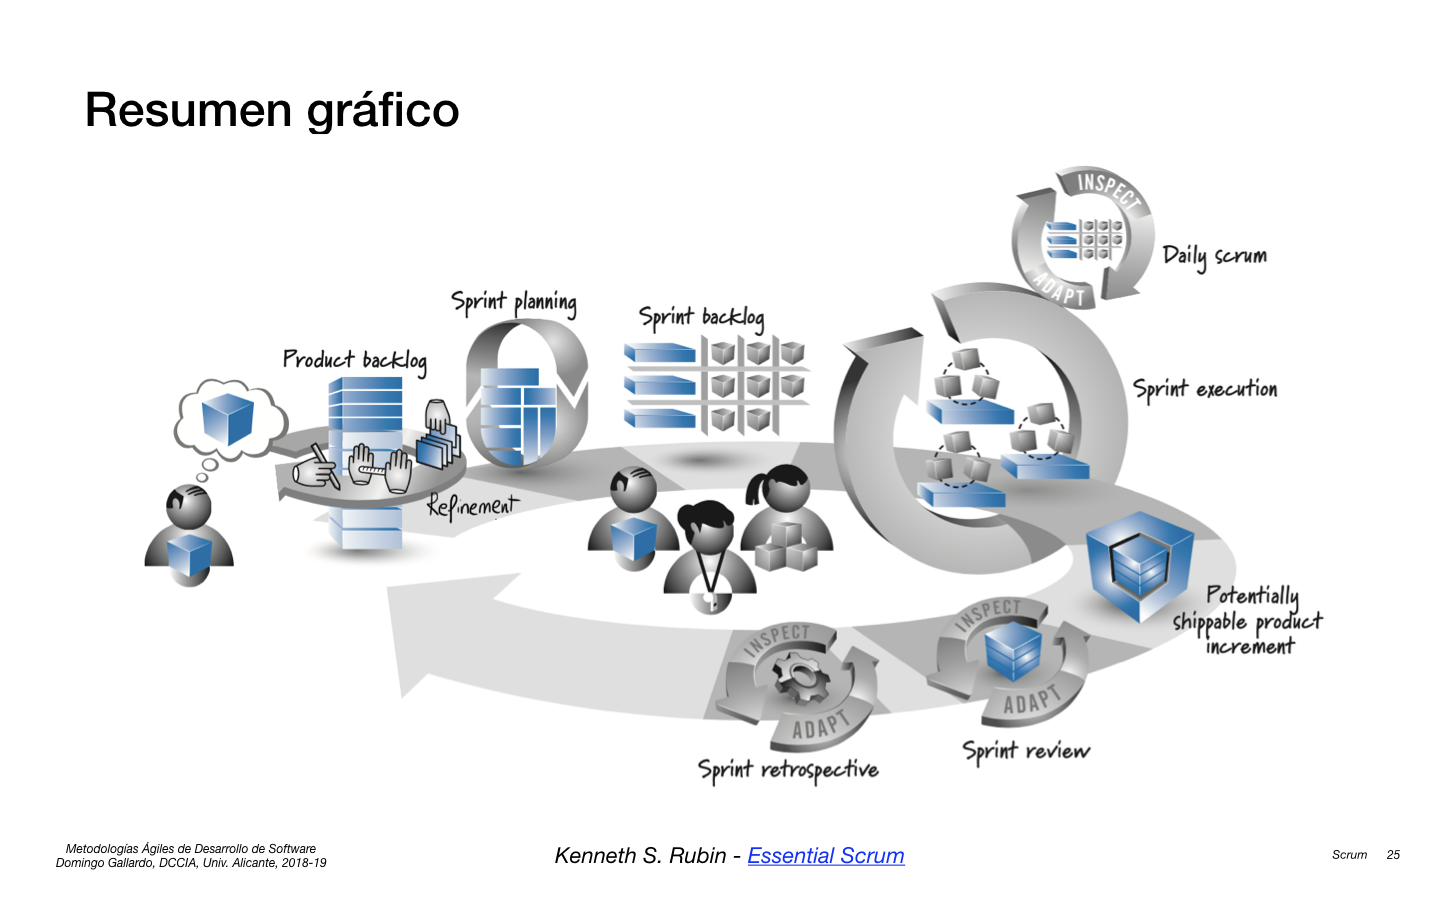 Resumen gráfico
INSPECT
ADAPT
Daily scrum
Sprint planning
Sprint backlog
Product backlog
Sprint execution
Refinement
Potentially
shippable product
increment
INSPECT
ADAPT
Sprint review
INSPECT
ADAPT
Sprint retrospective
Metodologías Ágiles de Desarrollo de Software
Domingo Gallardo, DCCIA, Univ. Alicante, 2018-19
Kenneth S. Rubin - Essential Scrum
Scrum 25